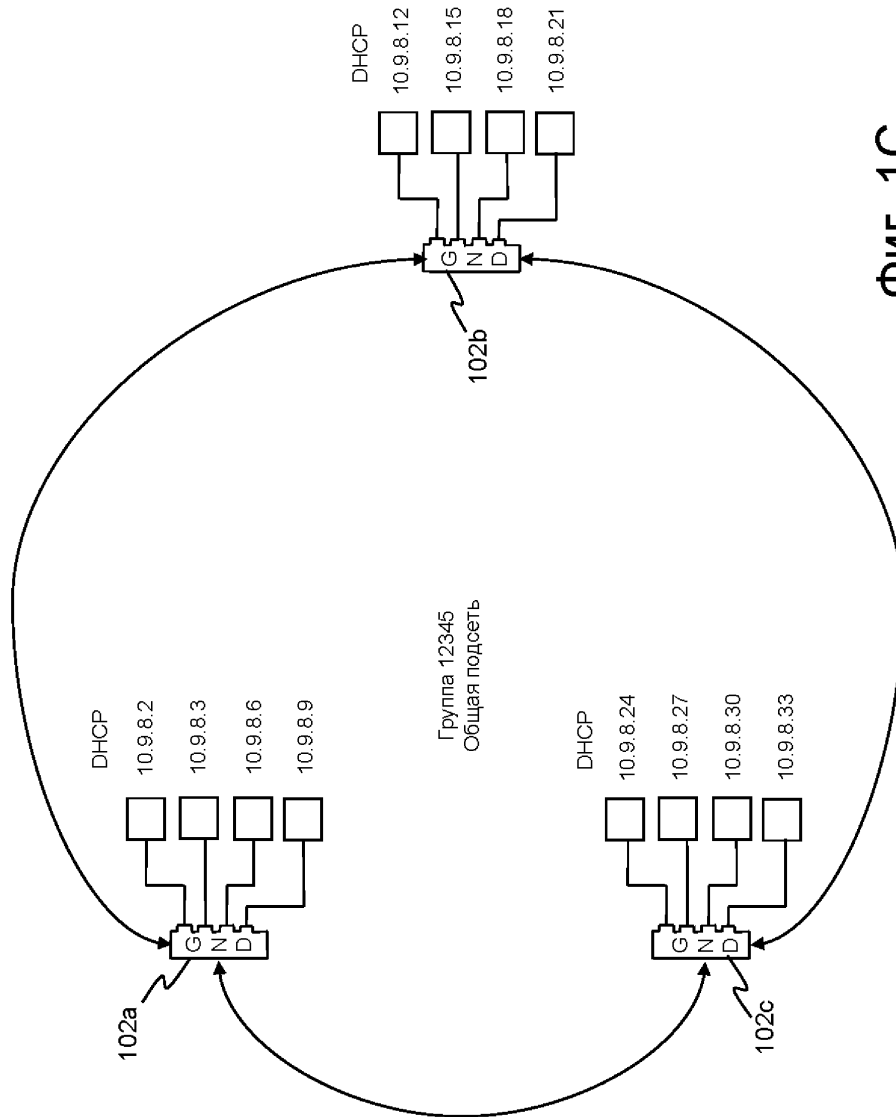 102a
G
N
D
DHCP
10.9.8.2
10.9.8.3
10.9.8.6
10.9.8.9
102b
G
N
D
DHCP
10.9.8.12
10.9.8.15
10.9.8.18
10.9.8.21
Группа 12345
Общая подсеть
102c
G
N
D
DHCP
10.9.8.24
10.9.8.27
10.9.8.30
10.9.8.33
ФИГ. 1C